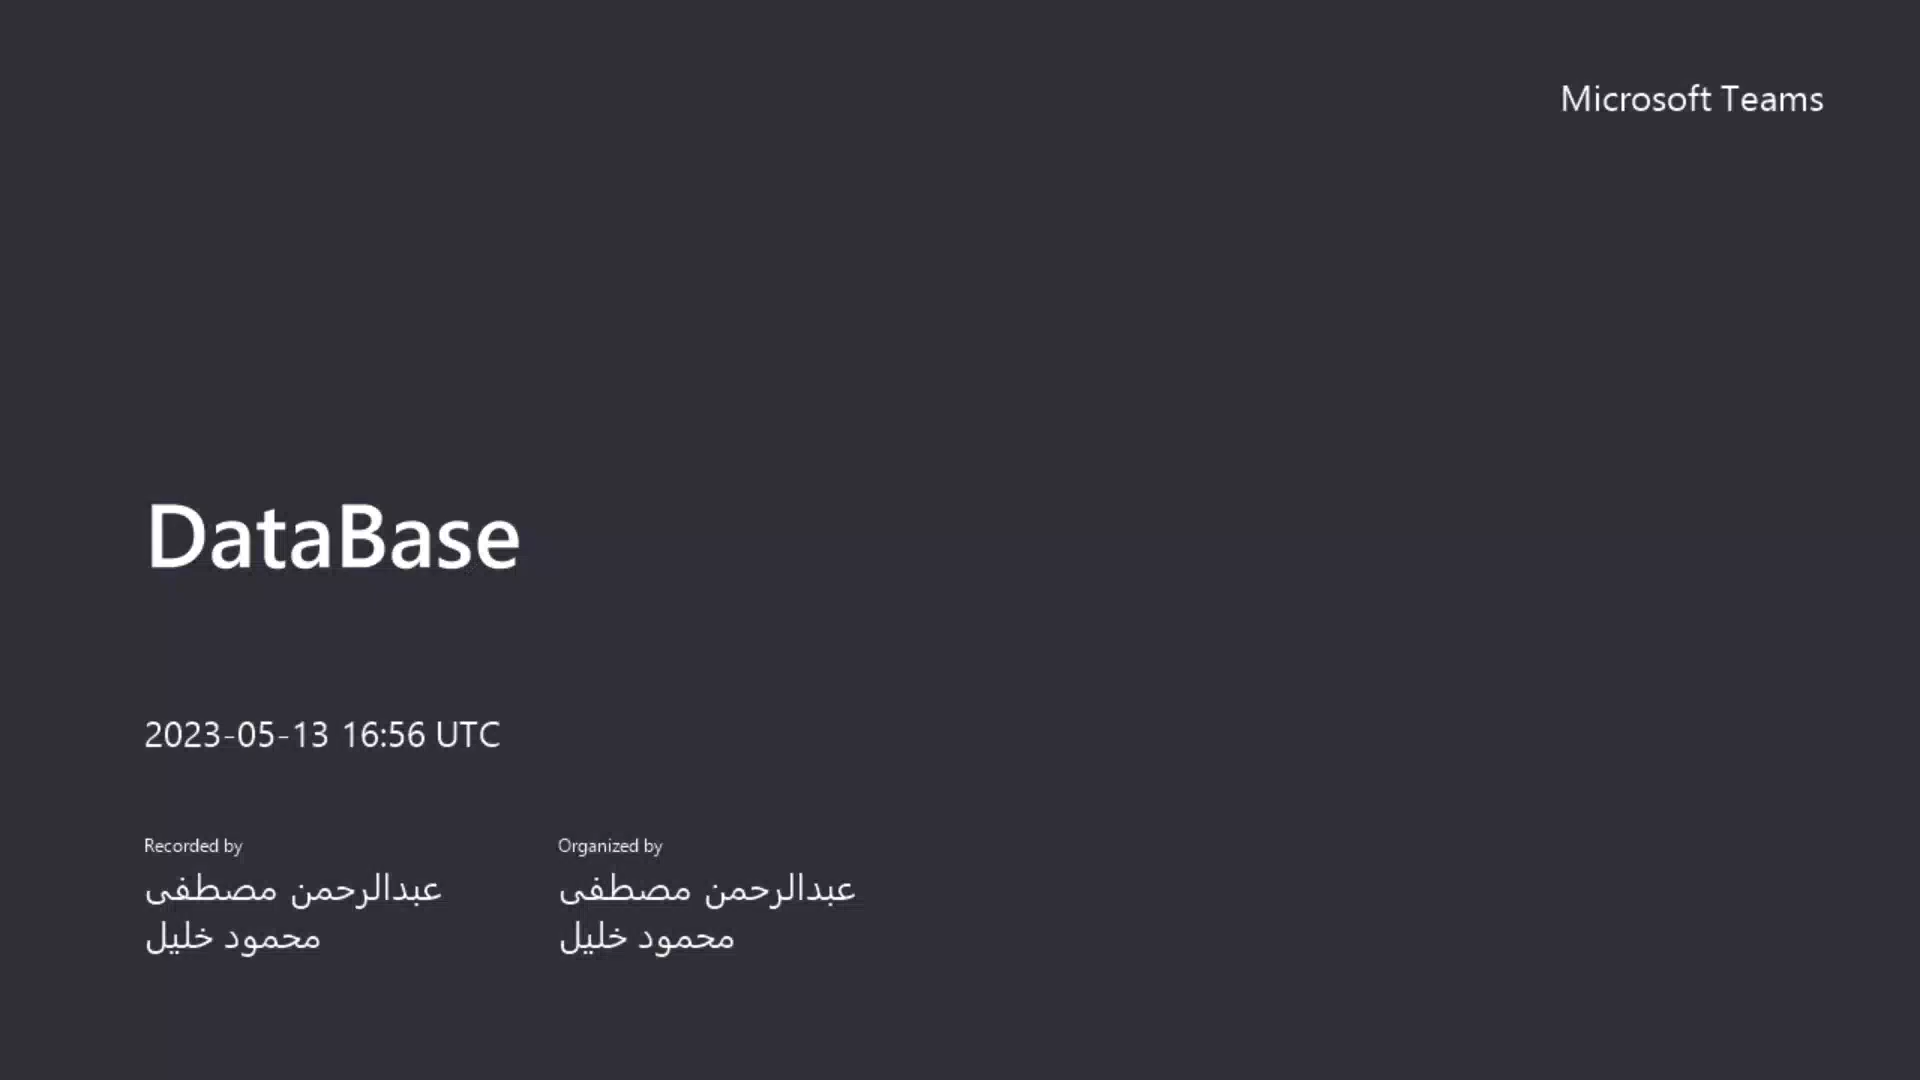 Microsoft Teams
DataBase
2023-05-13 16:56 UTC
Recorded by
عبدالرحمن مصطفى
محمود خليل
Organized by
عبدالرحمن مصطفى
محمود خليل